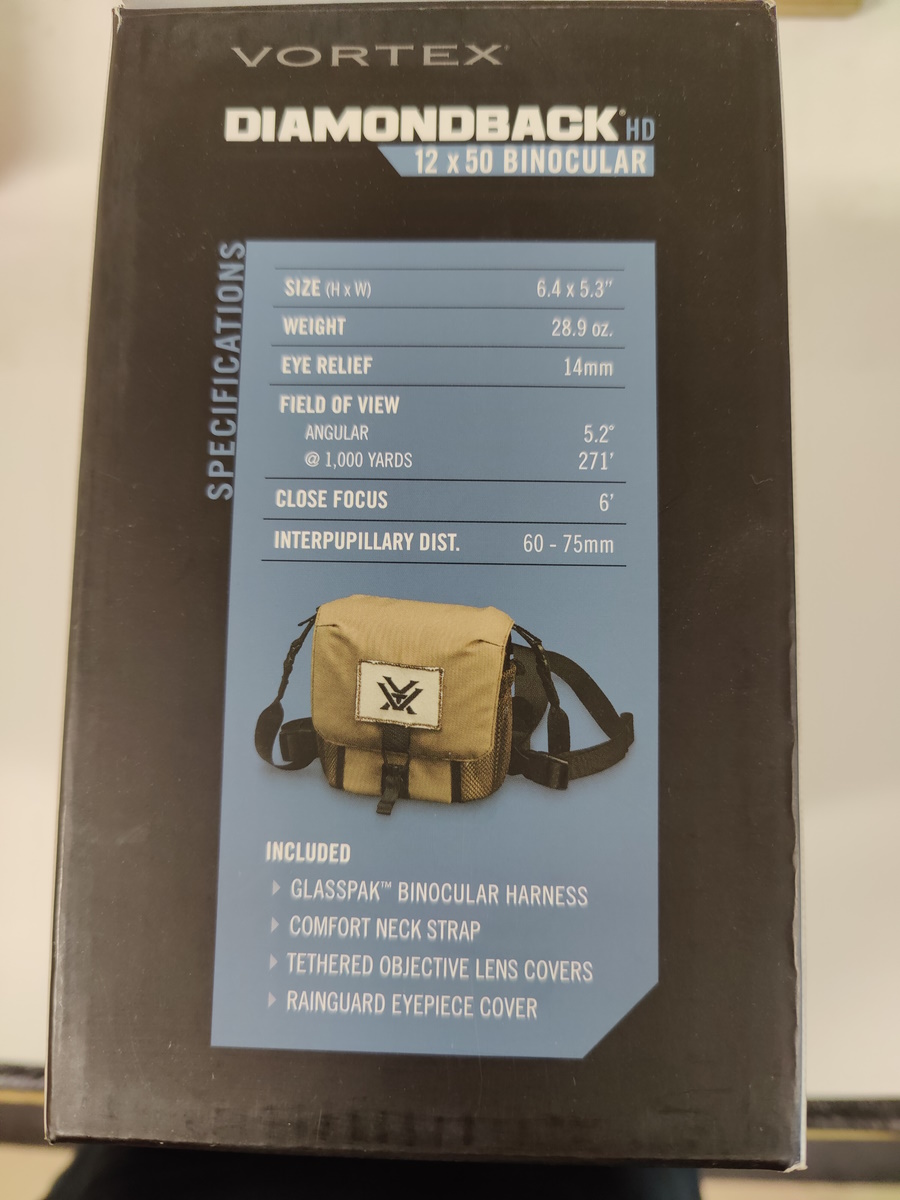 VORTEX®
DIAMONDBACK® HD
12 x 50 BINOCULAR
SPECIFICATIONS
SIZE (H x W) 6.4 x 5.3"
WEIGHT 28.9 oz.
EYE RELIEF 14mm
FIELD OF VIEW
ANGULAR 5.2°
@ 1,000 YARDS 271'
CLOSE FOCUS 6'
INTERPUPILLARY DIST. 60 - 75mm
INCLUDED
GLASSPAK™ BINOCULAR HARNESS
COMFORT NECK STRAP
TETHERED OBJECTIVE LENS COVERS
RAINGUARD EYEPIECE COVER